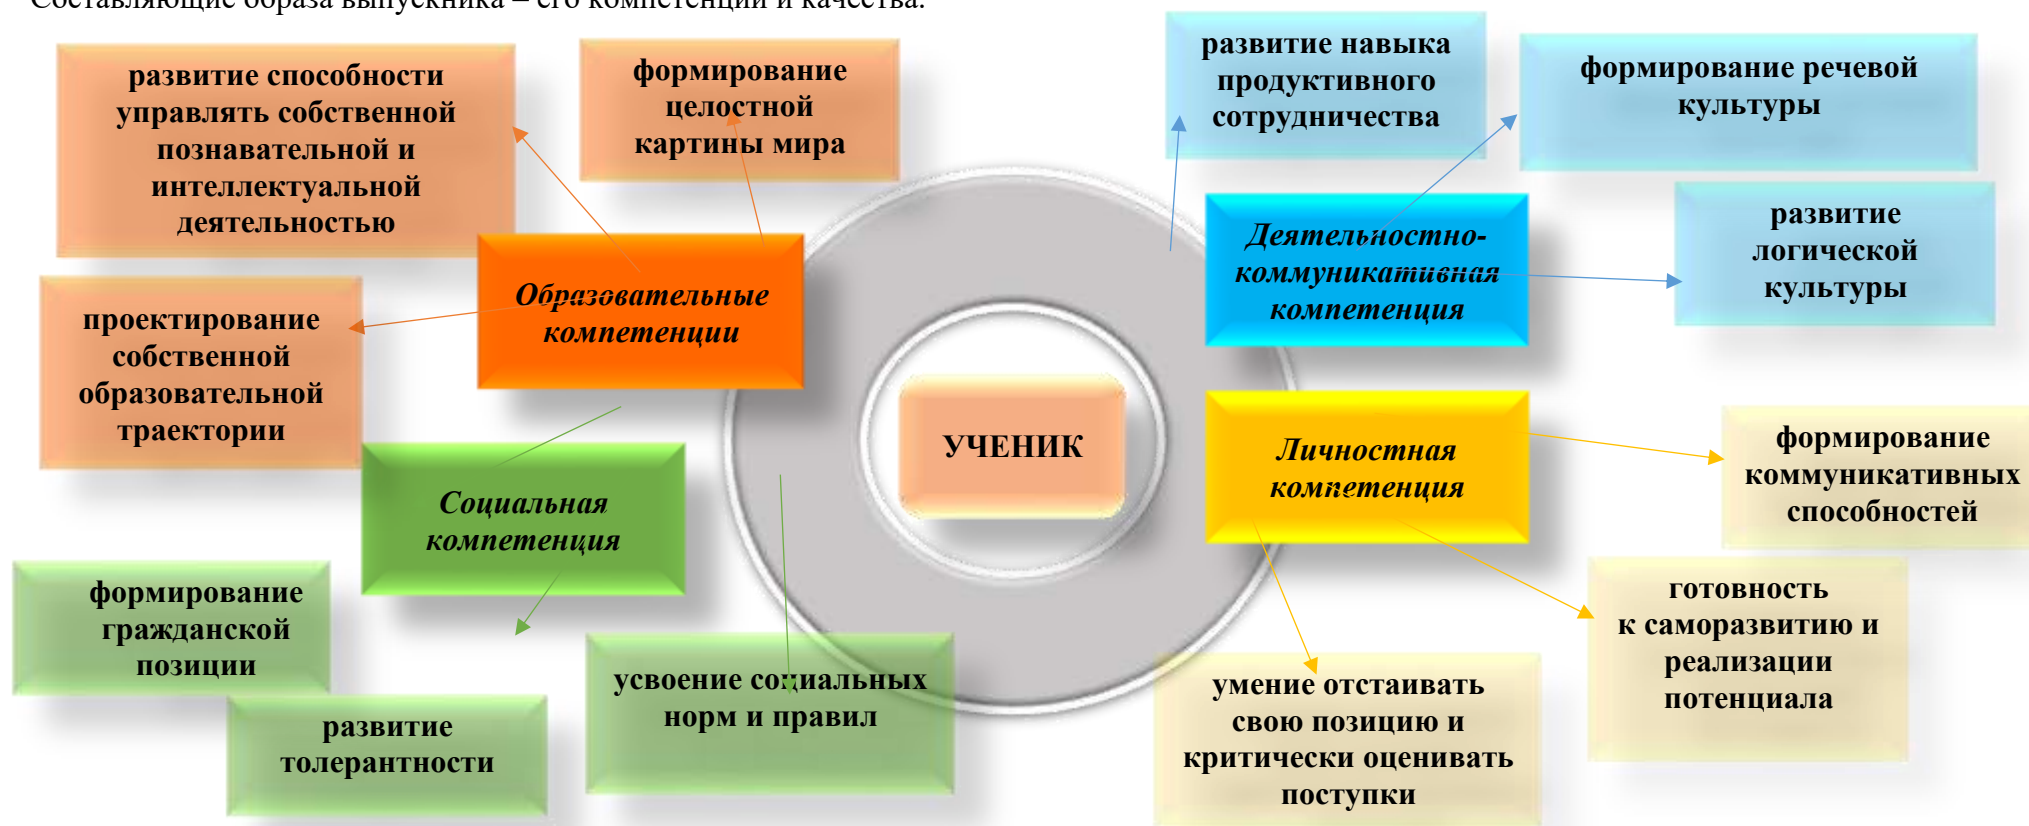 Составляющие образа выпускника – его компетенции и качества.
развитие способности
управлять собственной
познавательной и
интеллектуальной
деятельностью
формирование
целостной
картины мира
развитие навыка
продуктивного
сотрудничества
формирование речевой
культуры
развитие
логической
культуры
Образовательные
компетенции
Деятельностно-
коммуникативная
компетенция
проектирование
собственной
образовательной
траектории
УЧЕНИК
Личностная
компетенция
формирование
коммуникативных
способностей
Социальная
компетенция
формирование
гражданской
позиции
развитие
толерантности
усвоение социальных
норм и правил
умение отстаивать
свою позицию и
критически оценивать
поступки
готовность
к саморазвитию и
реализации
потенциала